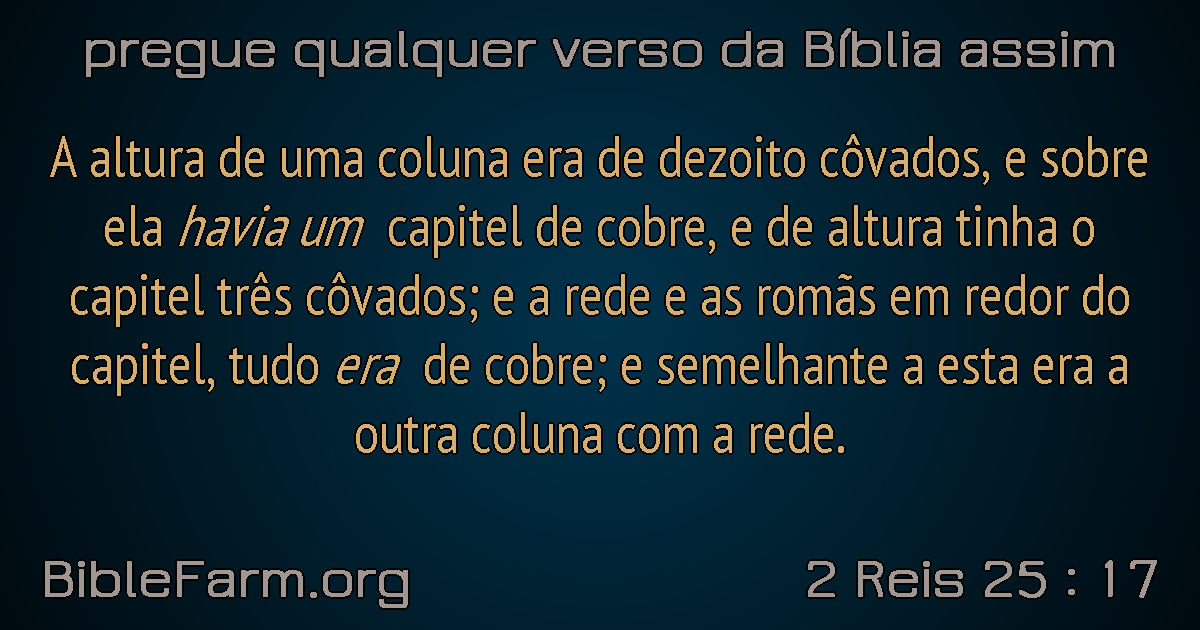 pregue qualquer verso da Bíblia assim
A altura de uma coluna era de dezoito côvados, e sobre
ela havia um capitel de cobre, e de altura tinha o
capitel três côvados; e a rede e as romãs em redor do
capitel, tudo era de cobre; e semelhante a esta era a
outra coluna com a rede.
BibleFarm.org
2 Reis 25 : 17